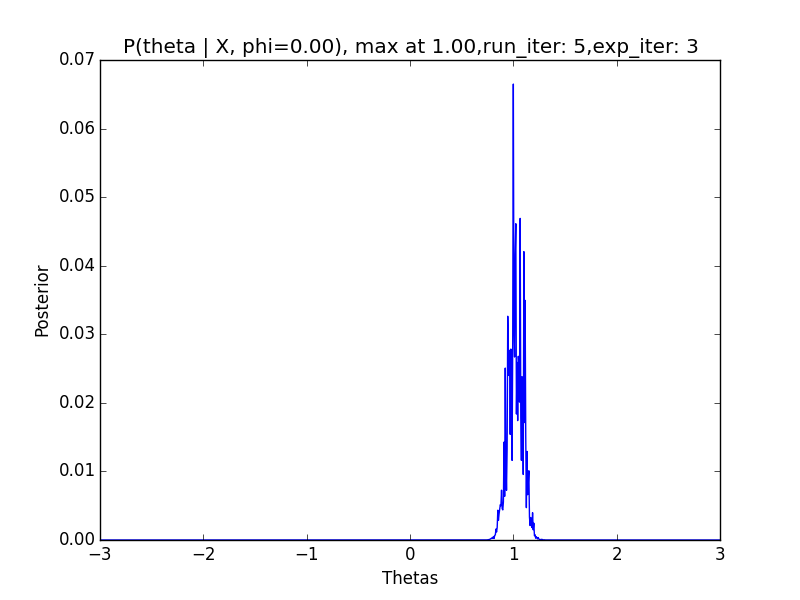 P(theta | X, phi=0.00), max at 1.00,run_iter: 5,exp_iter: 3
0.07
0.06
0.05
0.04
0.03
0.02
0.01
0.00
Posterior
−3 −2 −1 0 1 2 3
Thetas